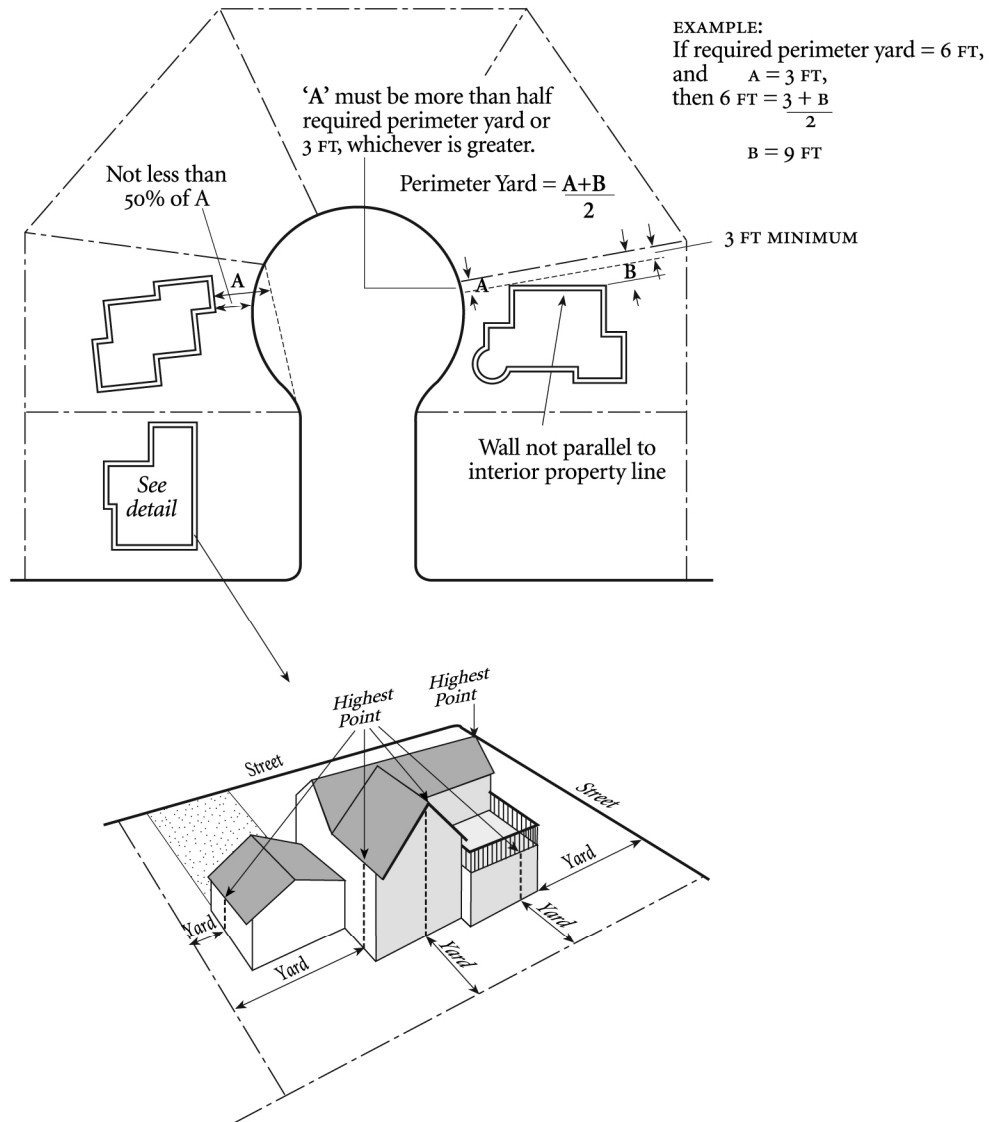 EXAMPLE:
If required perimeter yard = 6 FT,
and A = 3 FT,
then 6 FT = 3 + B
2
B = 9 FT
‘A’ must be more than half
required perimeter yard or
3 FT, whichever is greater.
Perimeter Yard = A+B
2
Not less than
50% of A
3 FT MINIMUM
A
A
B
Wall not parallel to
interior property line
See
detail
Highest
Point
Highest
Point
Street
Street
Yard
Yard
Yard
Yard
Yard